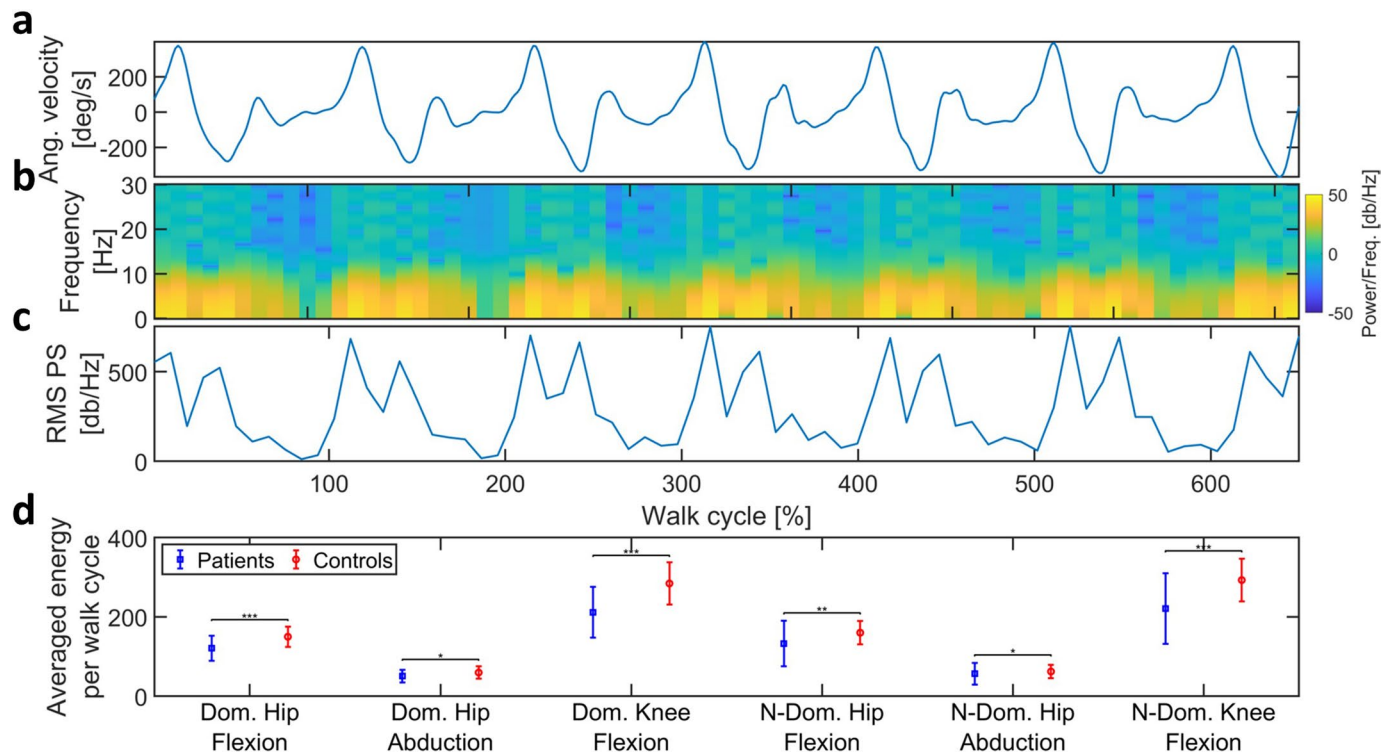 a
Ang. velocity
[deg/s]
200
0
-200
b
Frequency
[Hz]
30
20
10
0
50
0
-50
Power/Freq. [db/Hz]
c
RMS PS
[db/Hz]
500
0
100 200 300 400 500 600
Walk cycle [%]
d
Averaged energy
per walk cycle
400
200
0
Patients Controls
*** * *** ** * ***
Dom. Hip Dom. Hip Dom. Knee N-Dom. Hip N-Dom. Hip N-Dom. Knee
Flexion Abduction Flexion Flexion Abduction Flexion